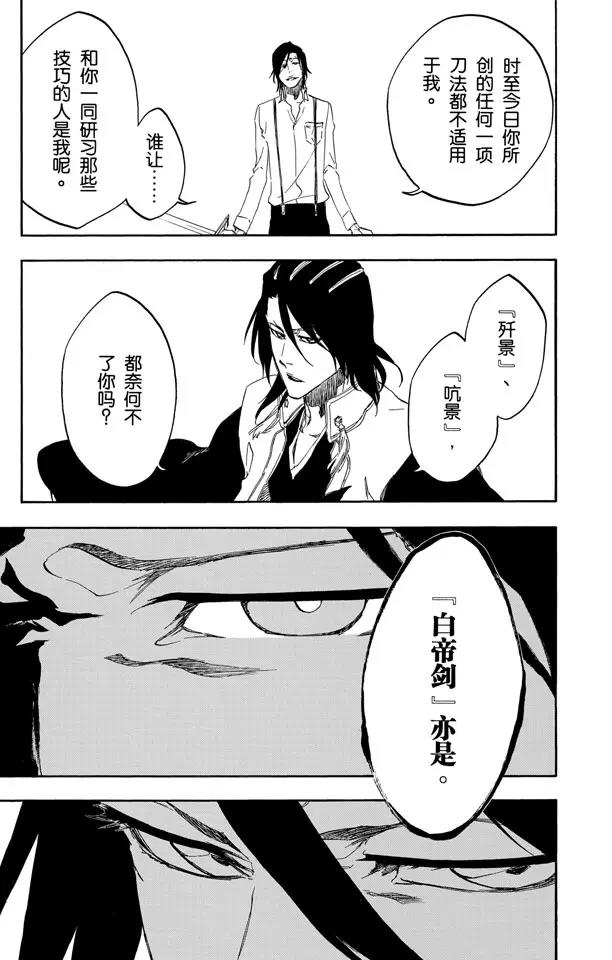 时至今日你所
创的任何一项
刀法都不适用
于我。
谁让……
和你一同研习那些
技巧的人是我呢。
『歼景』、
『吭景』，
都奈何不
了你吗？
『白帝剑』亦是。